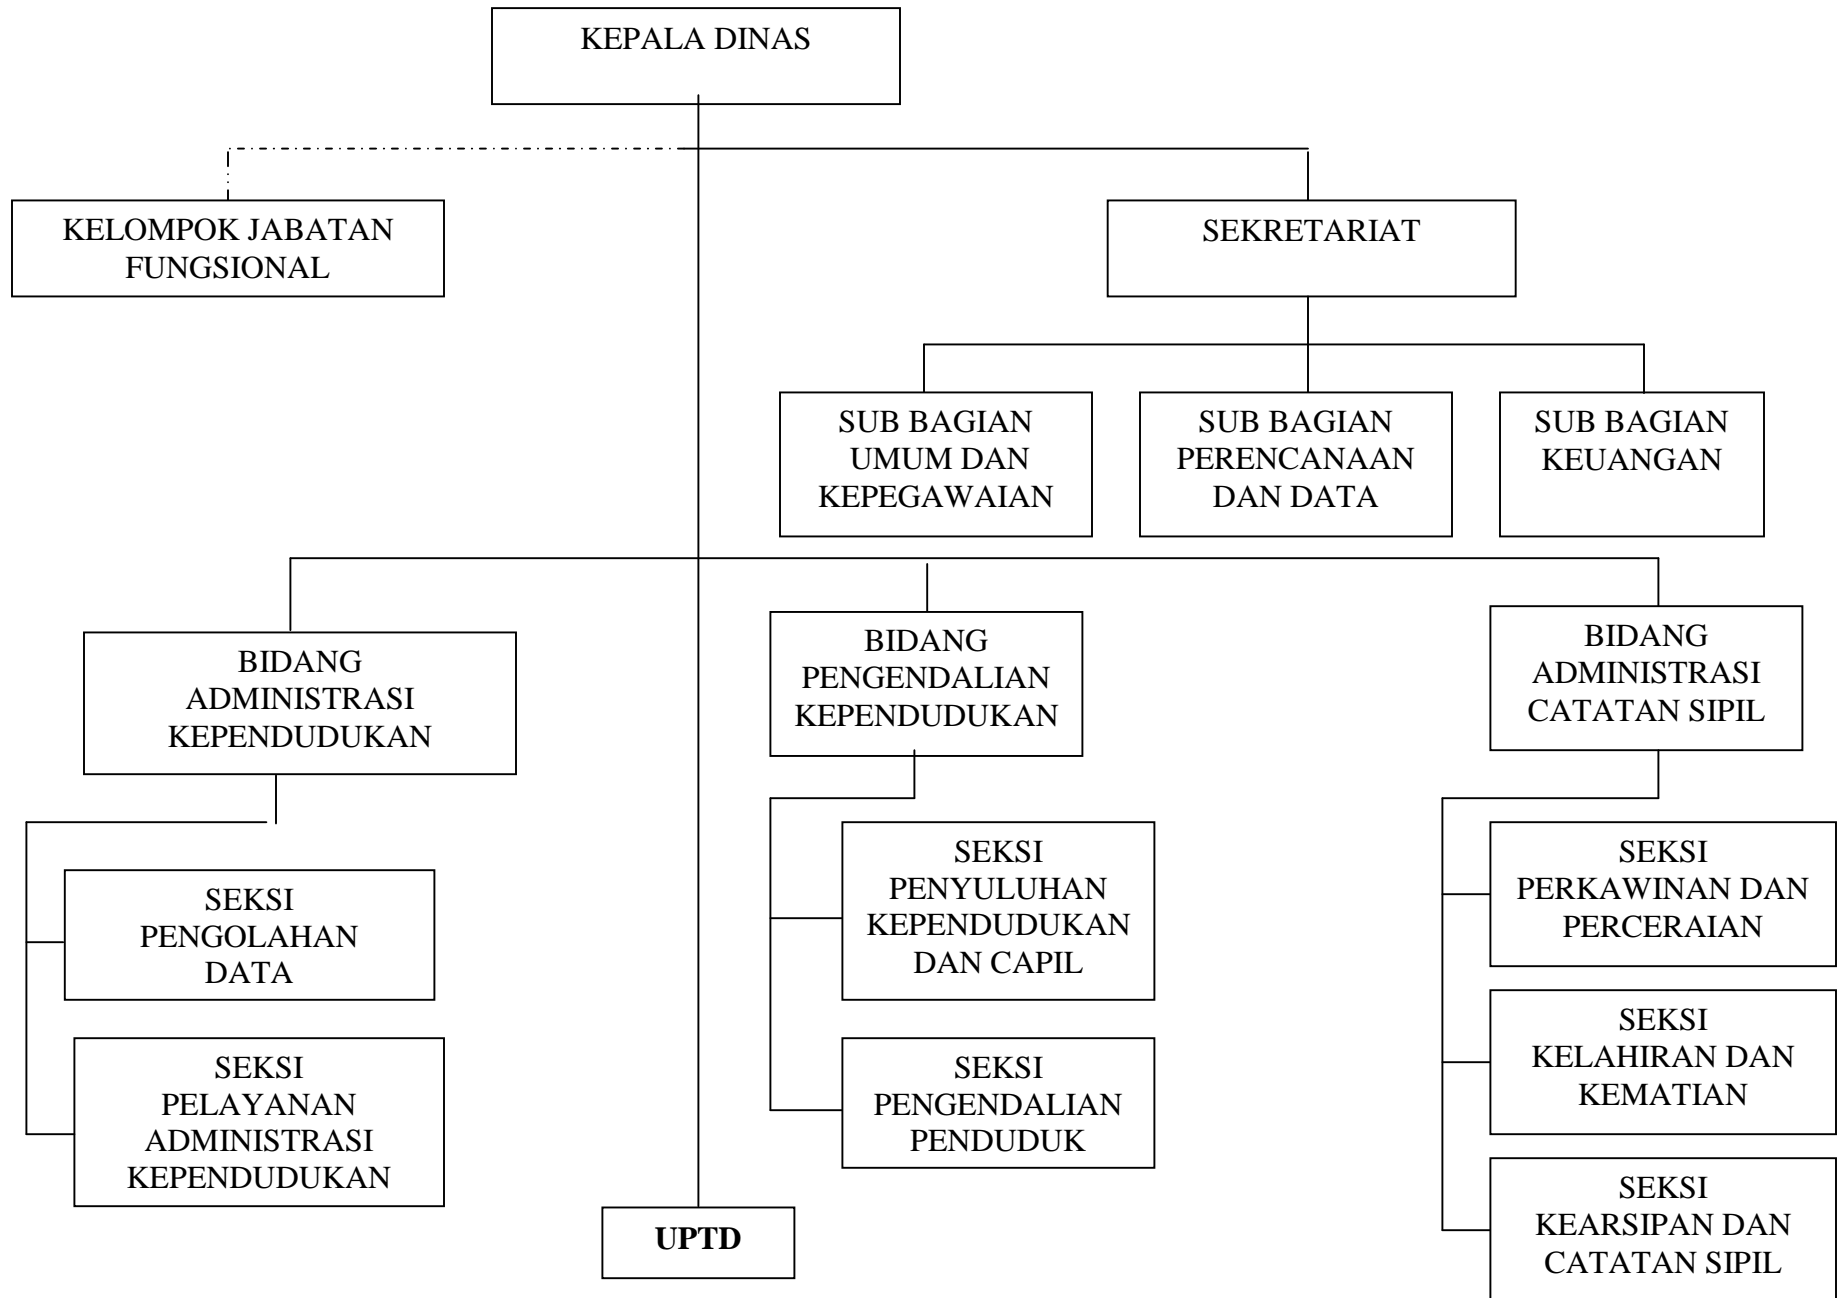 KEPALA DINAS
KELOMPOK JABATAN
FUNGSIONAL
SEKRETARIAT
SUB BAGIAN
UMUM DAN
KEPEGAWAIAN
SUB BAGIAN
PERENCANAAN
DAN DATA
SUB BAGIAN
KEUANGAN
BIDANG
ADMINISTRASI
KEPENDUDUKAN
BIDANG
PENGENDALIAN
KEPENDUDUKAN
BIDANG
ADMINISTRASI
CATATAN SIPIL
SEKSI
PENGOLAHAN
DATA
SEKSI
PELAYANAN
ADMINISTRASI
KEPENDUDUKAN
SEKSI
PENYULUHAN
KEPENDUDUKAN
DAN CAPIL
SEKSI
PENGENDALIAN
PENDUDUK
SEKSI
PERKAWINAN DAN
PERCERAIAN
SEKSI
KELAHIRAN DAN
KEMATIAN
SEKSI
KEARSIPAN DAN
CATATAN SIPIL
UPTD